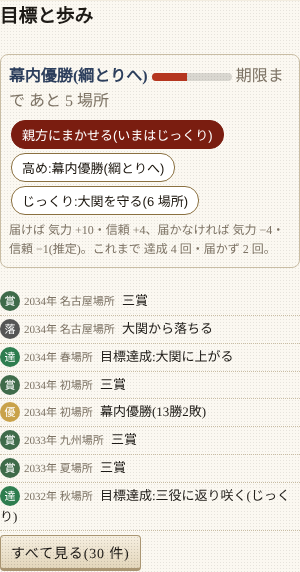 目標と歩み
幕内優勝(綱とりへ) 期限ま
で あと 5 場所
親方にまかせる(いまはじっくり)
高め:幕内優勝(綱とりへ)
じっくり:大関を守る(6 場所)
届けば 気力 +10・信頼 +4、届かなければ 気力 −4・
信頼 −1(推定)。これまで 達成 4 回・届かず 2 回。
賞 2034年 名古屋場所 三賞
落 2034年 名古屋場所 大関から落ちる
達 2034年 春場所 目標達成:大関に上がる
賞 2034年 初場所 三賞
優 2034年 初場所 幕内優勝(13勝2敗)
賞 2033年 九州場所 三賞
賞 2033年 夏場所 三賞
達 2032年 秋場所 目標達成:三役に返り咲く(じっく
り)
すべて見る(30 件)